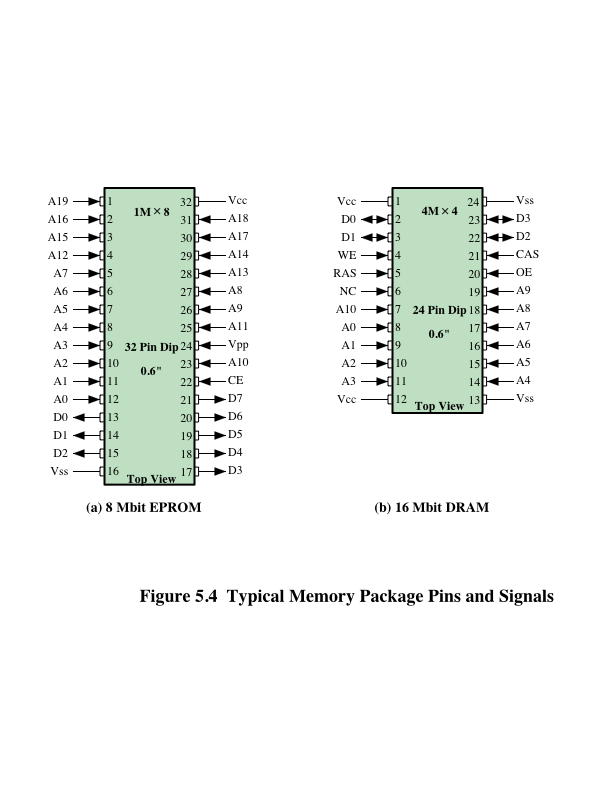 A19 1 1M × 8 32 Vcc
A16 2 31 A18
A15 3 30 A17
A12 4 29 A14
A7 5 28 A13
A6 6 27 A8
A5 7 26 A9
A4 8 25 A11
A3 9 32 Pin Dip 24 Vpp
A2 10 0.6" 23 A10
A1 11 22 CE
A0 12 21 D7
D0 13 20 D6
D1 14 19 D5
D2 15 18 D4
Vss 16 Top View 17 D3
(a) 8 Mbit EPROM
Vcc 1 4M × 4 24 Vss
D0 2 23 D3
D1 3 22 D2
WE 4 21 CAS
RAS 5 20 OE
NC 6 19 A9
A10 7 24 Pin Dip 18 A8
A0 8 0.6" 17 A7
A1 9 16 A6
A2 10 15 A5
A3 11 14 A4
Vcc 12 Top View 13 Vss
(b) 16 Mbit DRAM
Figure 5.4 Typical Memory Package Pins and Signals